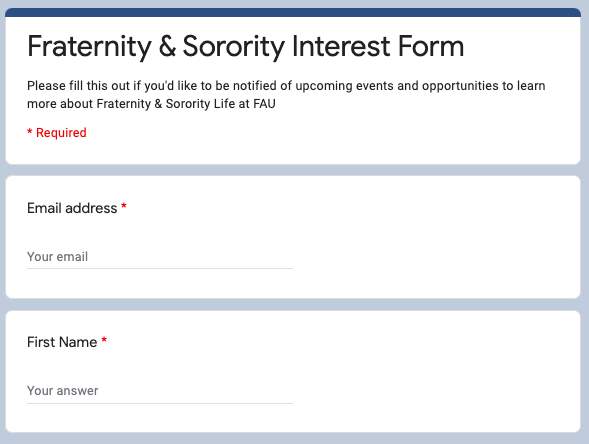 Fraternity & Sorority Interest Form
Please fill this out if you'd like to be notified of upcoming events and opportunities to learn
more about Fraternity & Sorority Life at FAU
* Required
Email address *
Your email
First Name *
Your answer